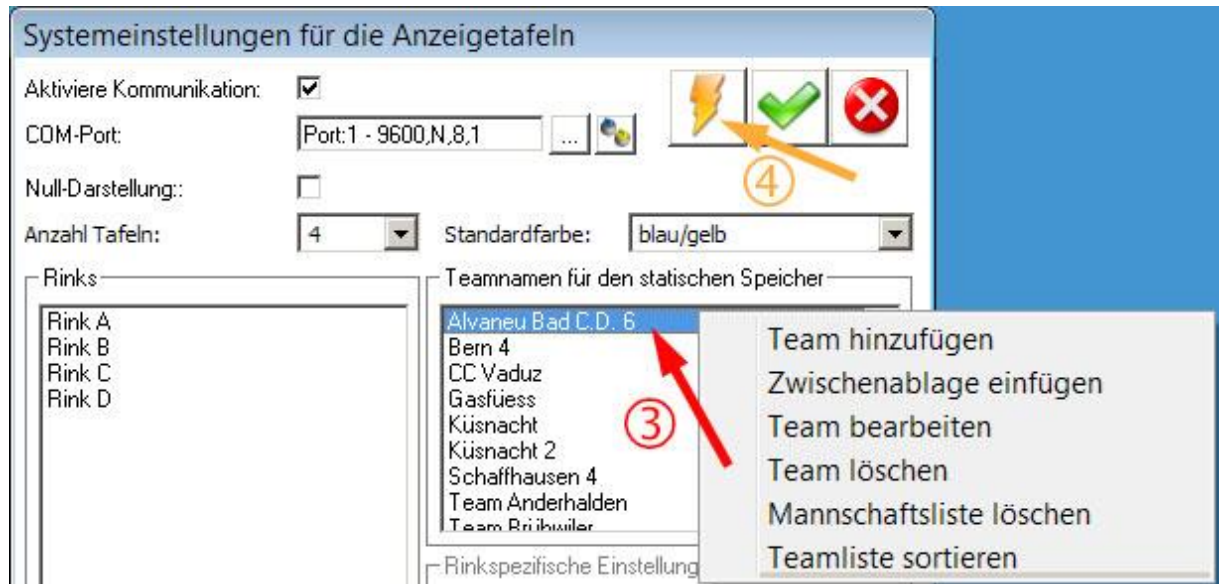 Systemeinstellungen für die Anzeigetafeln
Aktiviere Kommunikation:
COM-Port: Port:1 - 9600,N,8,1 ...
Null-Darstellung::
④
Anzahl Tafeln: 4 Standardfarbe: blau/gelb
Rinks
Rink A
Rink B
Rink C
Rink D
Teamnamen für den statischen Speicher
Alvaneu Bad C.D. 6
Bern 4
CC Vaduz
Gasfüess
Küsnacht
Küsnacht 2
Schaffhausen 4
Team Anderhalden
Team Brühwiler
③
Team hinzufügen
Zwischenablage einfügen
Team bearbeiten
Team löschen
Mannschaftsliste löschen
Teamliste sortieren
Rinkspezifische Einstellung